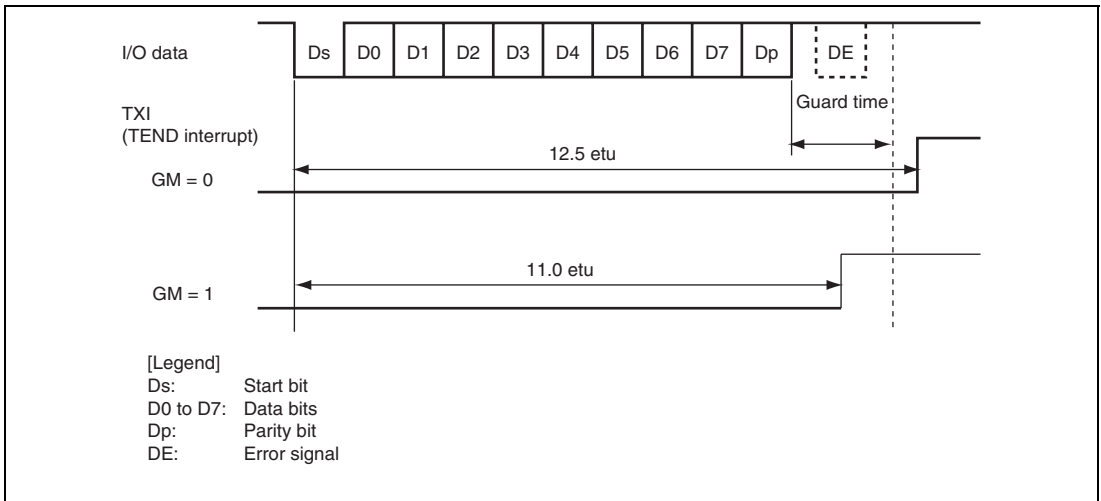 I/O data
Ds D0 D1 D2 D3 D4 D5 D6 D7 Dp DE
Guard time
TXI
(TEND interrupt)
12.5 etu
GM = 0
11.0 etu
GM = 1
[Legend]
Ds: Start bit
D0 to D7: Data bits
Dp: Parity bit
DE: Error signal